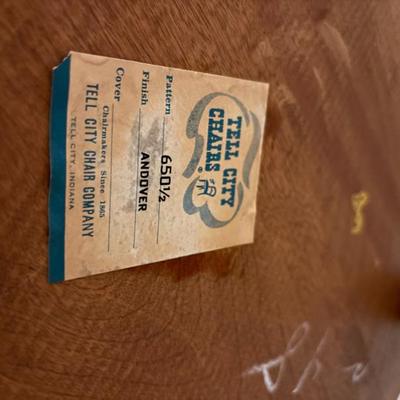 TELL CITY
CHAIRS®
Pattern 650½
Finish ANDOVER
Cover
Chairmakers Since 1865
TELL CITY CHAIR COMPANY
TELL CITY, INDIANA